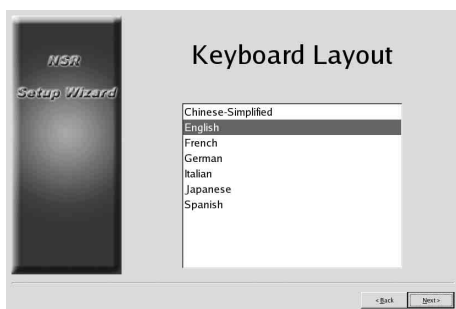 NSR
Setup Wizard
Keyboard Layout
Chinese-Simplified
English
French
German
Italian
Japanese
Spanish
< Back
Next >